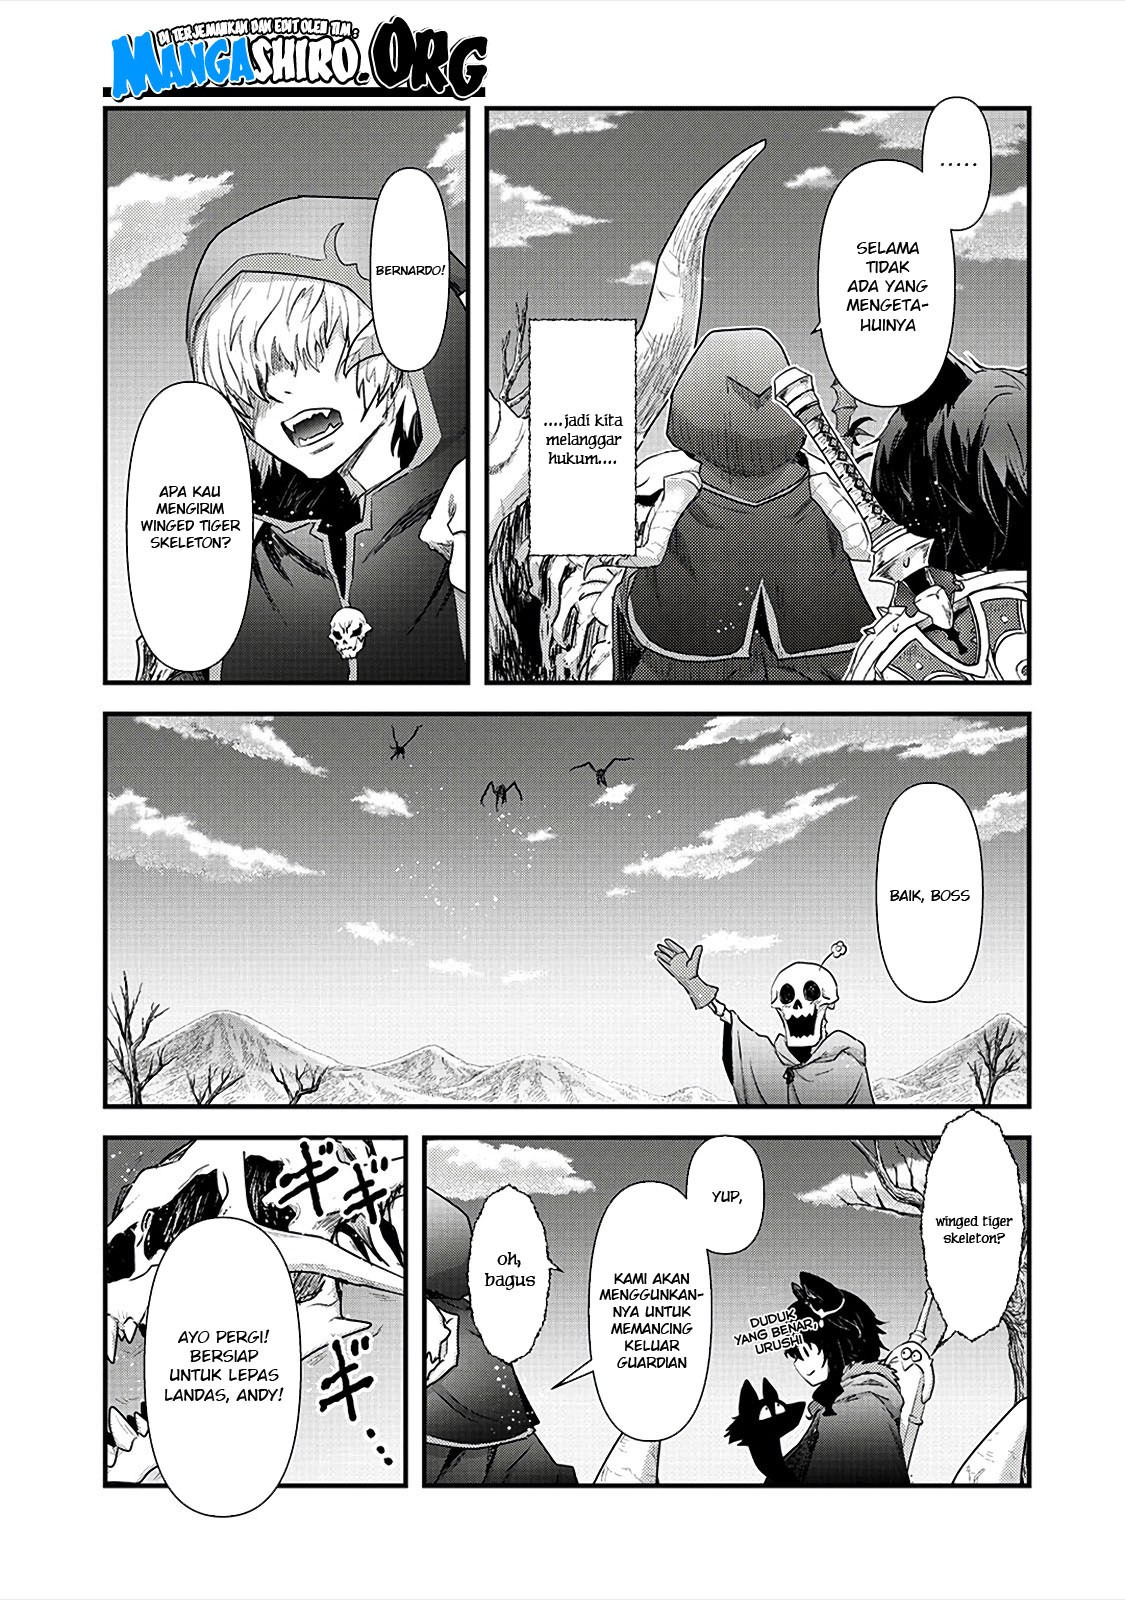 DI TERJEMAHKAN DAN EDIT OLEH TIM :
MANGASHIRO.ORG
.....
SELAMA
TIDAK
ADA YANG
MENGETA-
HUINYA
....jadi kita
melanggar
hukum....
BERNARDO!
APA KAU
MENGIRIM
WINGED TIGER
SKELETON?
BAIK, BOSS
winged tiger
skeleton?
DUDUK
YANG BENAR,
URUSHI
YUP,
KAMI AKAN
MENGGUNKAN-
NYA UNTUK
MEMANCING
KELUAR
GUARDIAN
oh,
bagus
ギギ
ギ...
AYO PERGI!
BERSIAP
UNTUK LEPAS
LANDAS, ANDY!